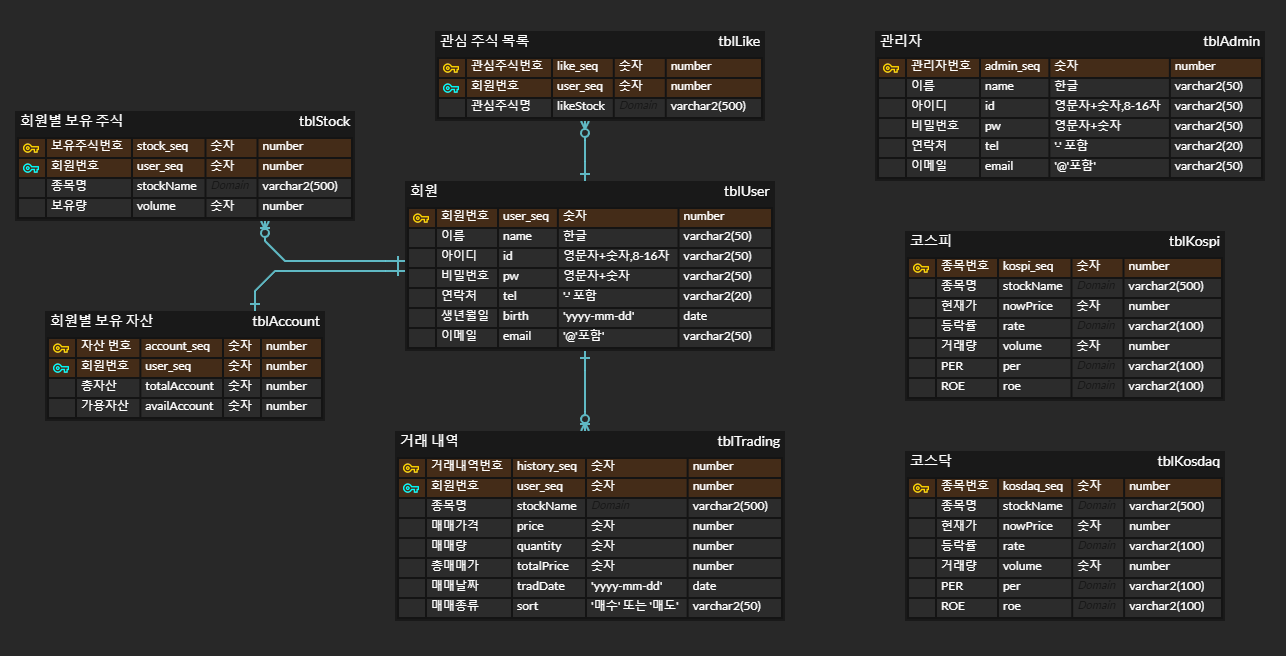 관심 주식 목록 tblLike
관심주식번호 like_seq 숫자 number
회원번호 user_seq 숫자 number
관심주식명 likeStock Domain varchar2(500)
관리자 tblAdmin
관리자번호 admin_seq 숫자 number
이름 name 한글 varchar2(50)
아이디 id 영문자+숫자,8-16자 varchar2(50)
비밀번호 pw 영문자+숫자 varchar2(50)
연락처 tel '-' 포함 varchar2(20)
이메일 email '@'포함' varchar2(50)
회원별 보유 주식 tblStock
보유주식번호 stock_seq 숫자 number
회원번호 user_seq 숫자 number
종목명 stockName Domain varchar2(500)
보유량 volume 숫자 number
회원 tblUser
회원번호 user_seq 숫자 number
이름 name 한글 varchar2(50)
아이디 id 영문자+숫자,8-16자 varchar2(50)
비밀번호 pw 영문자+숫자 varchar2(50)
연락처 tel '-' 포함 varchar2(20)
생년월일 birth 'yyyy-mm-dd' date
이메일 email '@'포함' varchar2(50)
코스피 tblKospi
종목번호 kospi_seq 숫자 number
종목명 stockName Domain varchar2(500)
현재가 nowPrice 숫자 number
등락률 rate Domain varchar2(100)
거래량 volume 숫자 number
PER per Domain varchar2(100)
ROE roe Domain varchar2(100)
회원별 보유 자산 tblAccount
자산 번호 account_seq 숫자 number
회원번호 user_seq 숫자 number
총자산 totalAccount 숫자 number
가용자산 availAccount 숫자 number
거래 내역 tblTrading
거래내역번호 history_seq 숫자 number
회원번호 user_seq 숫자 number
종목명 stockName Domain varchar2(500)
매매가격 price 숫자 number
매매량 quantity 숫자 number
총매매가 totalPrice 숫자 number
매매날짜 tradDate 'yyyy-mm-dd' date
매매종류 sort '매수' 또는 '매도' varchar2(50)
코스닥 tblKosdaq
종목번호 kosdaq_seq 숫자 number
종목명 stockName Domain varchar2(500)
현재가 nowPrice 숫자 number
등락률 rate Domain varchar2(100)
거래량 volume 숫자 number
PER per Domain varchar2(100)
ROE roe Domain varchar2(100)